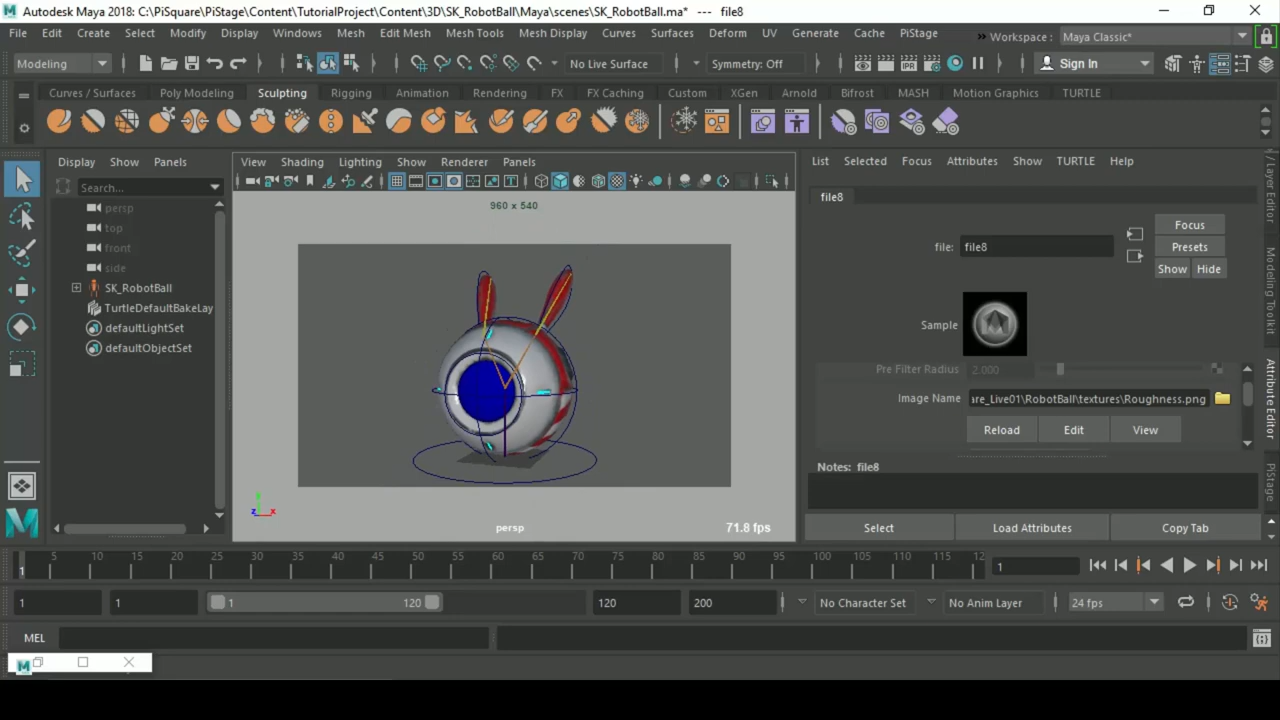 Autodesk Maya 2018: C:\PiSquare\PiStage\Content\TutorialProject\Content\3D\SK_RobotBall\Maya\scenes\SK_RobotBall.ma* --- file8
File Edit Create Select Modify Display Windows Mesh Edit Mesh Mesh Tools Mesh Display Curves Surfaces Deform UV Generate Cache PiStage » Workspace : Maya Classic*
Modeling No Live Surface Symmetry: Off Sign In
Curves / Surfaces Poly Modeling Sculpting Rigging Animation Rendering FX FX Caching Custom XGen Arnold Bifrost MASH Motion Graphics TURTLE
Display Show Panels
Search...
persp
top
front
side
SK_RobotBall
TurtleDefaultBakeLay
defaultLightSet
defaultObjectSet
View Shading Lighting Show Renderer Panels
960 x 540
persp
71.8 fps
z x
List Selected Focus Attributes Show TURTLE Help
file8
file: file8
Focus
Presets
Show Hide
Sample
Pre Filter Radius 2.000
Image Name are_Live01\RobotBall\textures\Roughness.png
Reload Edit View
Notes: file8
Select Load Attributes Copy Tab
/ Layer Editor
Modeling Toolkit
Attribute Editor
PiStage
1 5 10 15 20 25 30 35 40 45 50 55 60 65 70 75 80 85 90 95 100 105 110 115 12
1
1 1 1 120 120 200 No Character Set No Anim Layer 24 fps
MEL